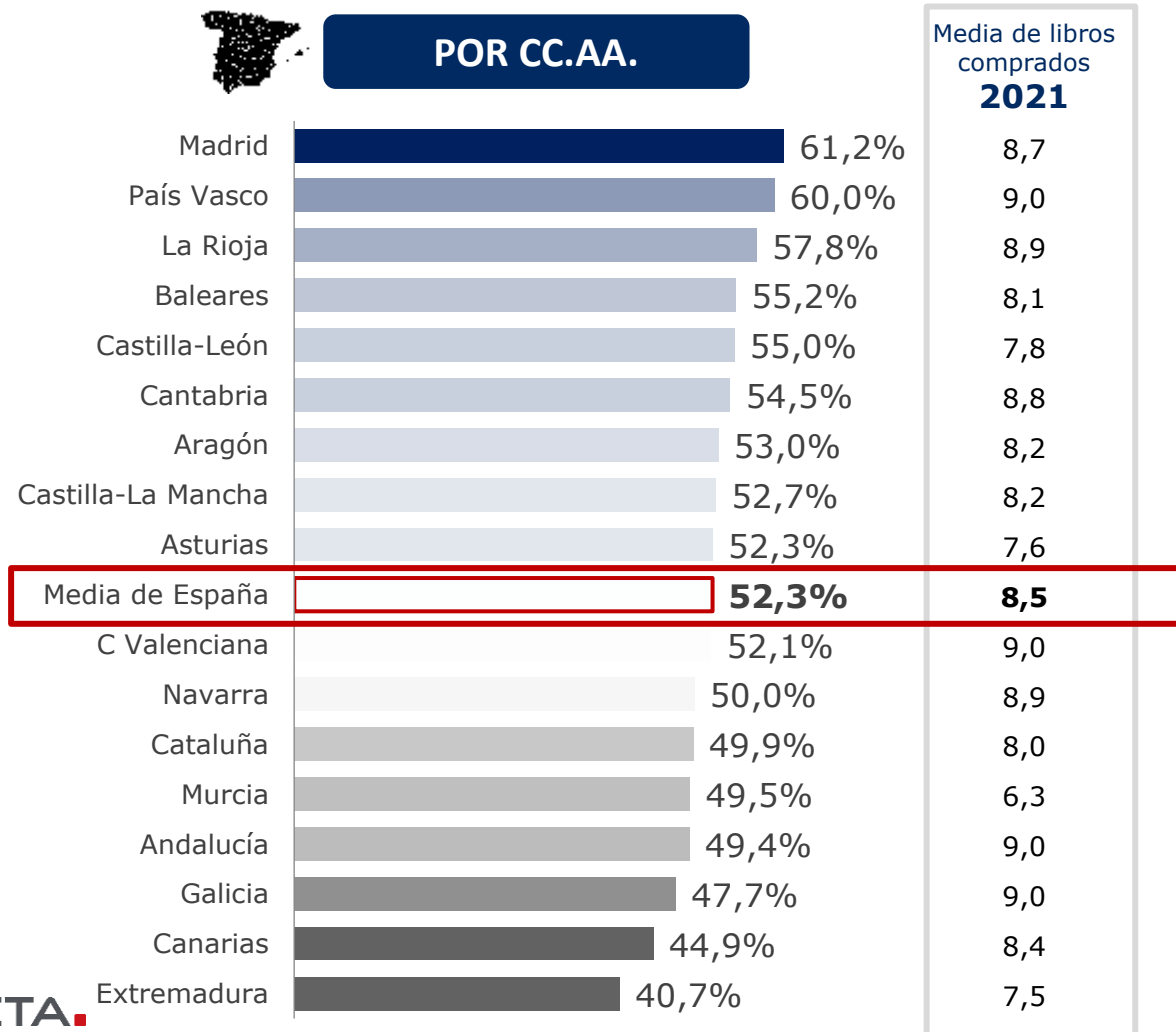 POR CC.AA.
Media de libros
comprados
2021
Madrid 61,2% 8,7
País Vasco 60,0% 9,0
La Rioja 57,8% 8,9
Baleares 55,2% 8,1
Castilla-León 55,0% 7,8
Cantabria 54,5% 8,8
Aragón 53,0% 8,2
Castilla-La Mancha 52,7% 8,2
Asturias 52,3% 7,6
Media de España 52,3% 8,5
C Valenciana 52,1% 9,0
Navarra 50,0% 8,9
Cataluña 49,9% 8,0
Murcia 49,5% 6,3
Andalucía 49,4% 9,0
Galicia 47,7% 9,0
Canarias 44,9% 8,4
Extremadura 40,7% 7,5